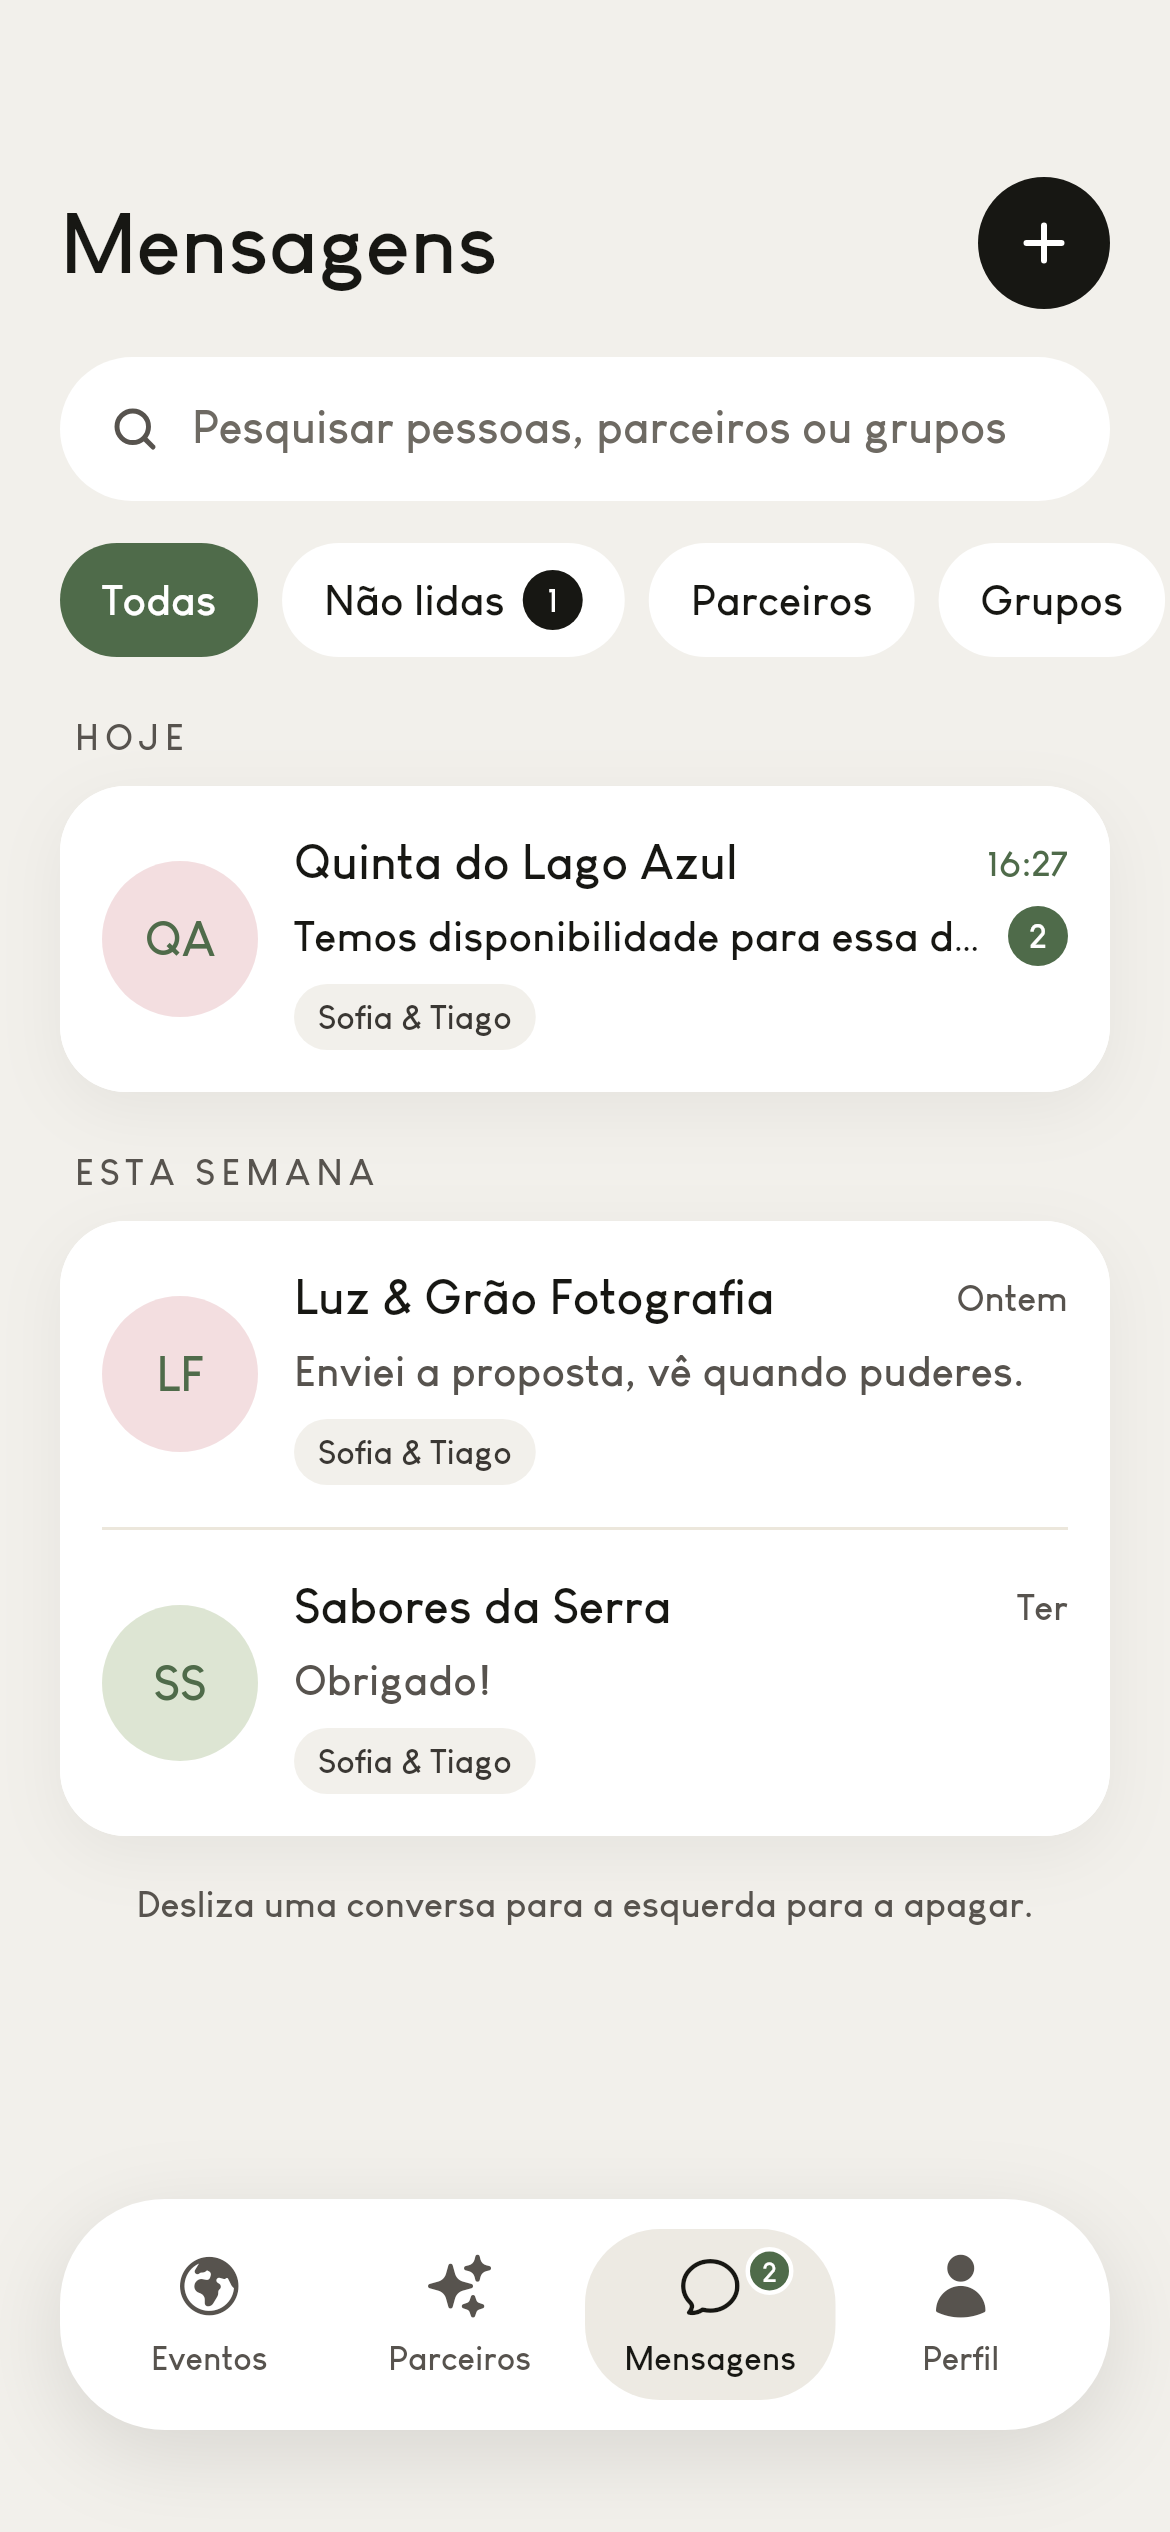 Mensagens
Pesquisar pessoas, parceiros ou grupos
Todas
Não lidas 1
Parceiros
Grupos
HOJE
QA
Quinta do Lago Azul
16:27
Temos disponibilidade para essa d...
2
Sofia & Tiago
ESTA SEMANA
LF
Luz & Grão Fotografia
Ontem
Enviei a proposta, vê quando puderes.
Sofia & Tiago
SS
Sabores da Serra
Ter
Obrigado!
Sofia & Tiago
Desliza uma conversa para a esquerda para a apagar.
2
Eventos
Parceiros
Mensagens
Perfil